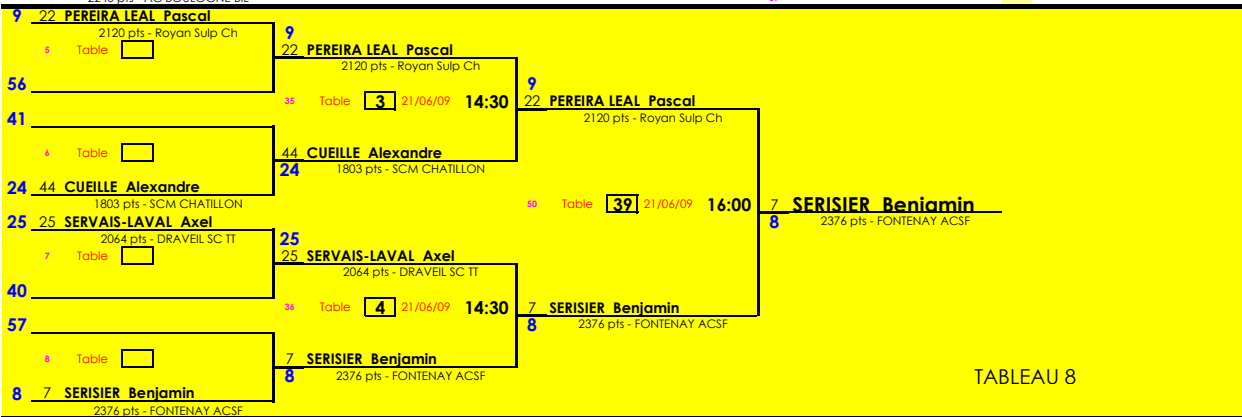 9 22 PEREIRA LEAL Pascal
2120 pts - Royan Sulp Ch
9
5 Table
22 PEREIRA LEAL Pascal
2120 pts - Royan Sulp Ch
56
9
35 Table 3 21/06/09 14:30
22 PEREIRA LEAL Pascal
41
2120 pts - Royan Sulp Ch
6 Table
44 CUEILLE Alexandre
24 1803 pts - SCM CHATILLON
24 44 CUEILLE Alexandre
1803 pts - SCM CHATILLON
50 Table 39 21/06/09 16:00
7 SERISIER Benjamin
8 2376 pts - FONTENAY ACSF
25 25 SERVAIS-LAVAL Axel
2064 pts - DRAVEIL SC TT
25
7 Table
25 SERVAIS-LAVAL Axel
2064 pts - DRAVEIL SC TT
40
36 Table 4 21/06/09 14:30
7 SERISIER Benjamin
8 2376 pts - FONTENAY ACSF
57
8 Table
7 SERISIER Benjamin
8 2376 pts - FONTENAY ACSF
TABLEAU 8
8 7 SERISIER Benjamin
2376 pts - FONTENAY ACSF